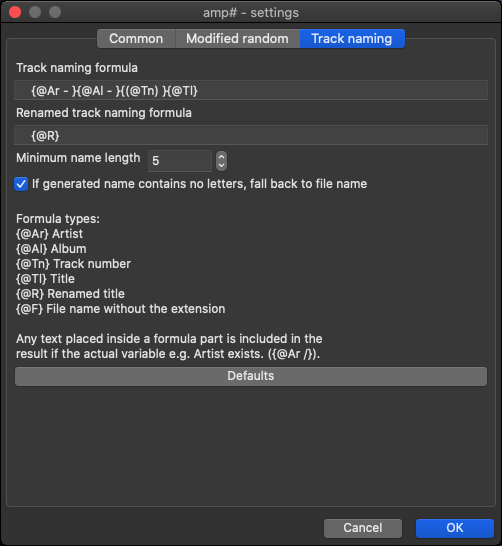 amp# - settings
Common
Modified random
Track naming
Track naming formula
{@Ar - }{@Al - }{(@Tn) }{@Tl}
Renamed track naming formula
{@R}
Minimum name length 5
If generated name contains no letters, fall back to file name
Formula types:
{@Ar} Artist
{@Al} Album
{@Tn} Track number
{@Tl} Title
{@R} Renamed title
{@F} File name without the extension
Any text placed inside a formula part is included in the
result if the actual variable e.g. Artist exists. ({@Ar /}).
Defaults
Cancel
OK